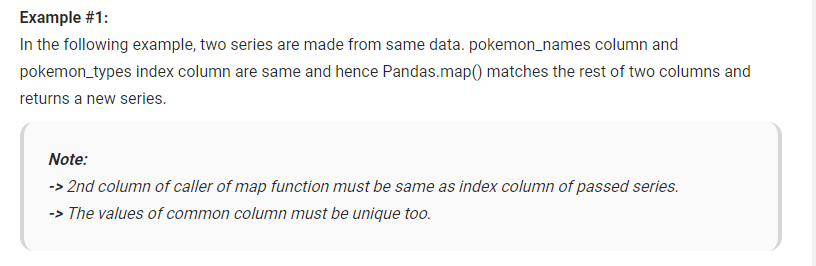 Example #1:
In the following example, two series are made from same data. pokemon_names column and
pokemon_types index column are same and hence Pandas.map() matches the rest of two columns and
returns a new series.
Note:
-> 2nd column of caller of map function must be same as index column of passed series.
-> The values of common column must be unique too.